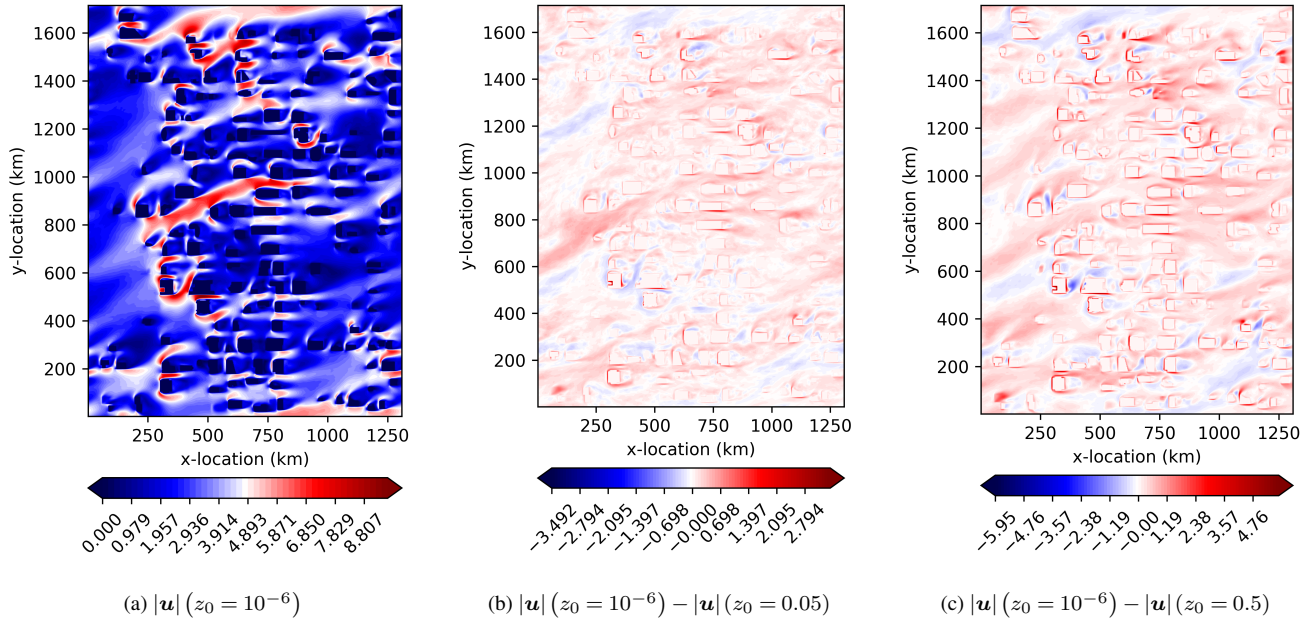 1600
1400
1200
1000
800
600
400
200
y-location (km)
250 500 750 1000 1250
x-location (km)
0.000 0.979 1.957 2.936 3.914 4.893 5.871 6.850 7.829 8.807
(a) |u| (z₀ = 10⁻⁶)
1600
1400
1200
1000
800
600
400
200
y-location (km)
250 500 750 1000 1250
x-location (km)
−3.492 −2.794 −2.095 −1.397 −0.698 −0.000 0.698 1.397 2.095 2.794
(b) |u| (z₀ = 10⁻⁶) − |u| (z₀ = 0.05)
1600
1400
1200
1000
800
600
400
200
y-location (km)
250 500 750 1000 1250
x-location (km)
−5.95 −4.76 −3.57 −2.38 −1.19 −0.00 1.19 2.38 3.57 4.76
(c) |u| (z₀ = 10⁻⁶) − |u| (z₀ = 0.5)